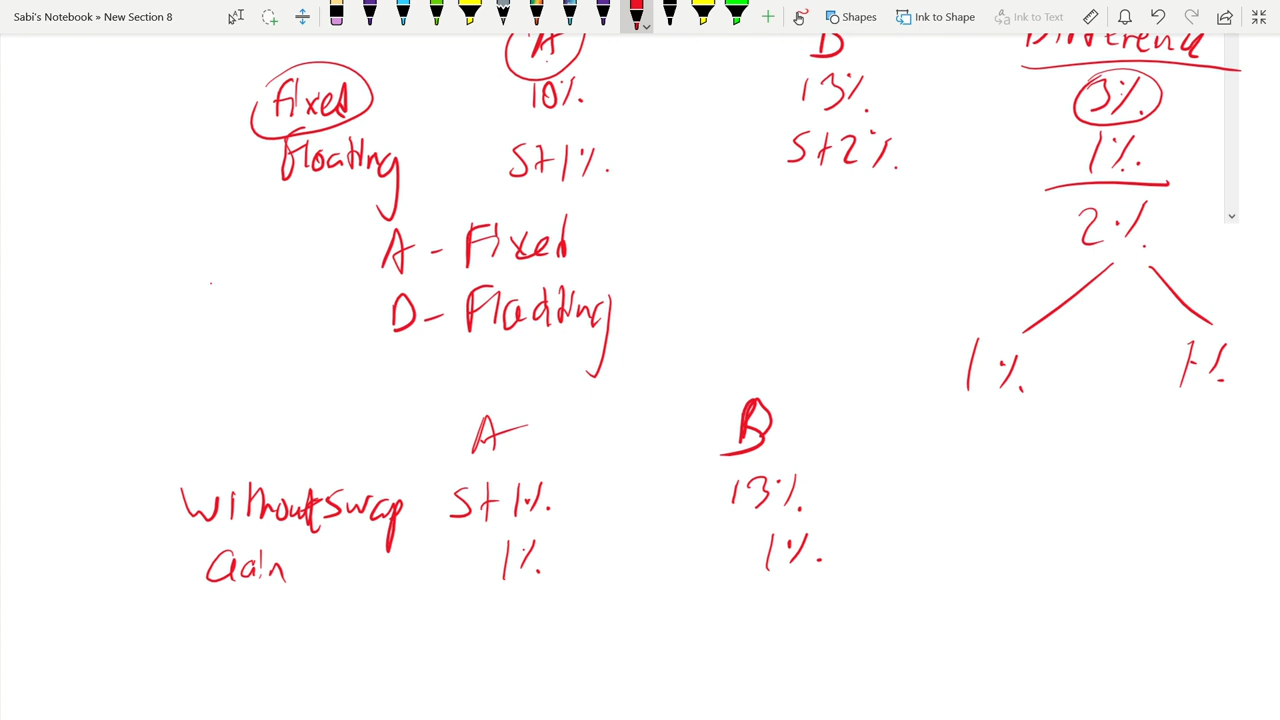 Sabi's Notebook » New Section 8
Shapes
Ink to Shape
Ink to Text
A D Difference
Fixed 10% 13% 3%
Floating S+1% S+2% 1%
2%
A - Fixed
D - Floating
1% 1%
A B
Without swap S+1% 13%
Gain 1% 1%